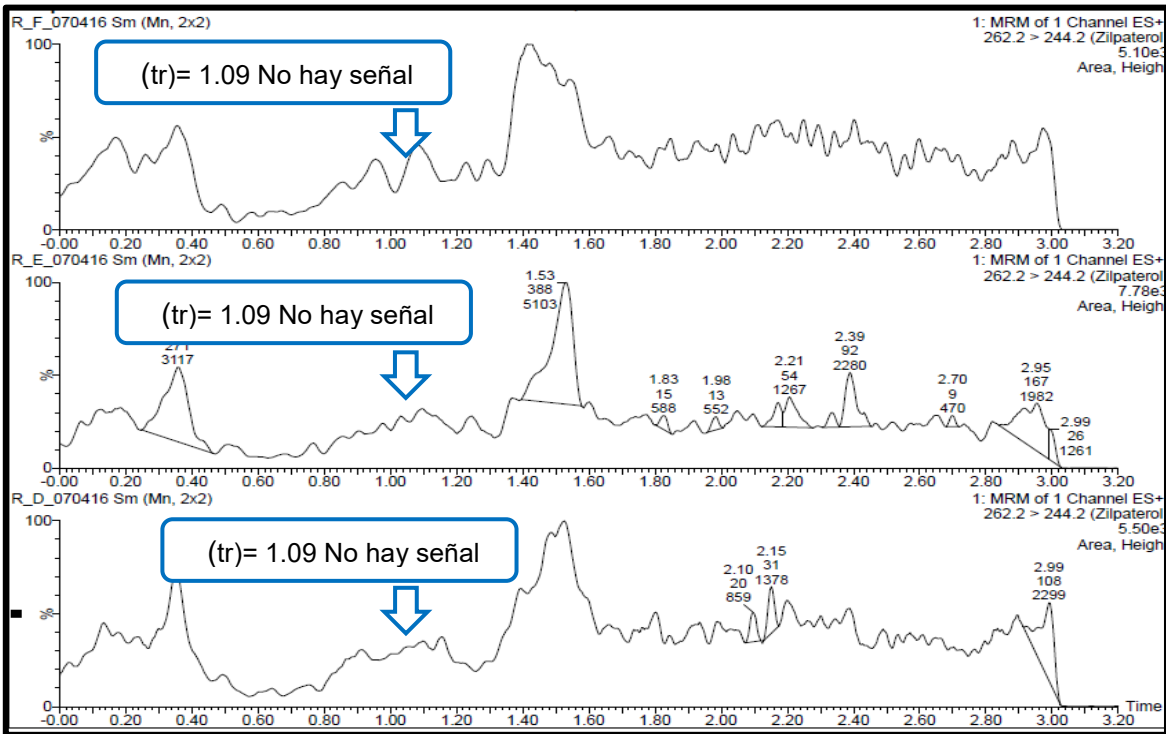 R_F_070416 Sm (Mn, 2x2)
1: MRM of 1 Channel ES+
262.2 > 244.2 (Zilpaterol
5.10e3
Area, Heigh
100
%
0
(tr)= 1.09 No hay señal
-0.00 0.20 0.40 0.60 0.80 1.00 1.20 1.40 1.60 1.80 2.00 2.20 2.40 2.60 2.80 3.00 3.20
R_E_070416 Sm (Mn, 2x2)
1: MRM of 1 Channel ES+
262.2 > 244.2 (Zilpaterol
7.78e3
Area, Heigh
100
%
0
(tr)= 1.09 No hay señal
271
3117
1.53
388
5103
1.83
15
588
1.98
13
552
2.21
54
1267
2.39
92
2280
2.70
9
470
2.95
167
1982
2.99
26
1261
-0.00 0.20 0.40 0.60 0.80 1.00 1.20 1.40 1.60 1.80 2.00 2.20 2.40 2.60 2.80 3.00 3.20
R_D_070416 Sm (Mn, 2x2)
1: MRM of 1 Channel ES+
262.2 > 244.2 (Zilpaterol
5.50e3
Area, Heigh
100
%
0
(tr)= 1.09 No hay señal
2.10
20
859
2.15
31
1378
2.99
108
2299
Time
-0.00 0.20 0.40 0.60 0.80 1.00 1.20 1.40 1.60 1.80 2.00 2.20 2.40 2.60 2.80 3.00 3.20